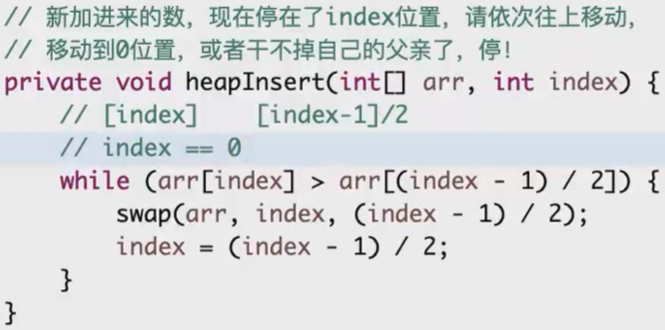 // 新加进来的数，现在停在了index位置，请依次往上移动，
// 移动到0位置，或者干不掉自己的父亲了，停！
private void heapInsert(int[] arr, int index) {
// [index]    [index-1]/2
// index == 0
while (arr[index] > arr[(index - 1) / 2]) {
swap(arr, index, (index - 1) / 2);
index = (index - 1) / 2;
}
}